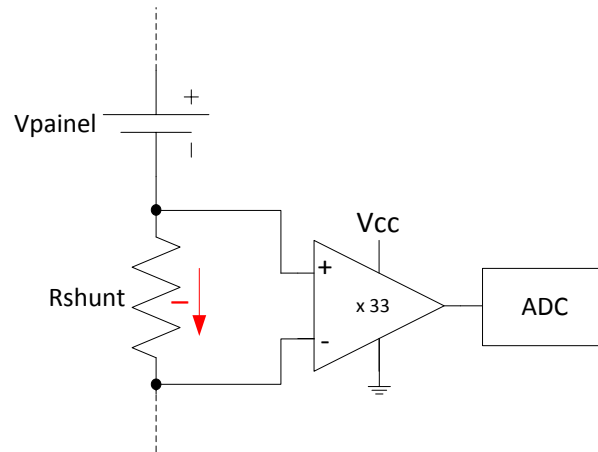 +
Vpainel
−
Vcc
+
Rshunt
x 33
ADC
-